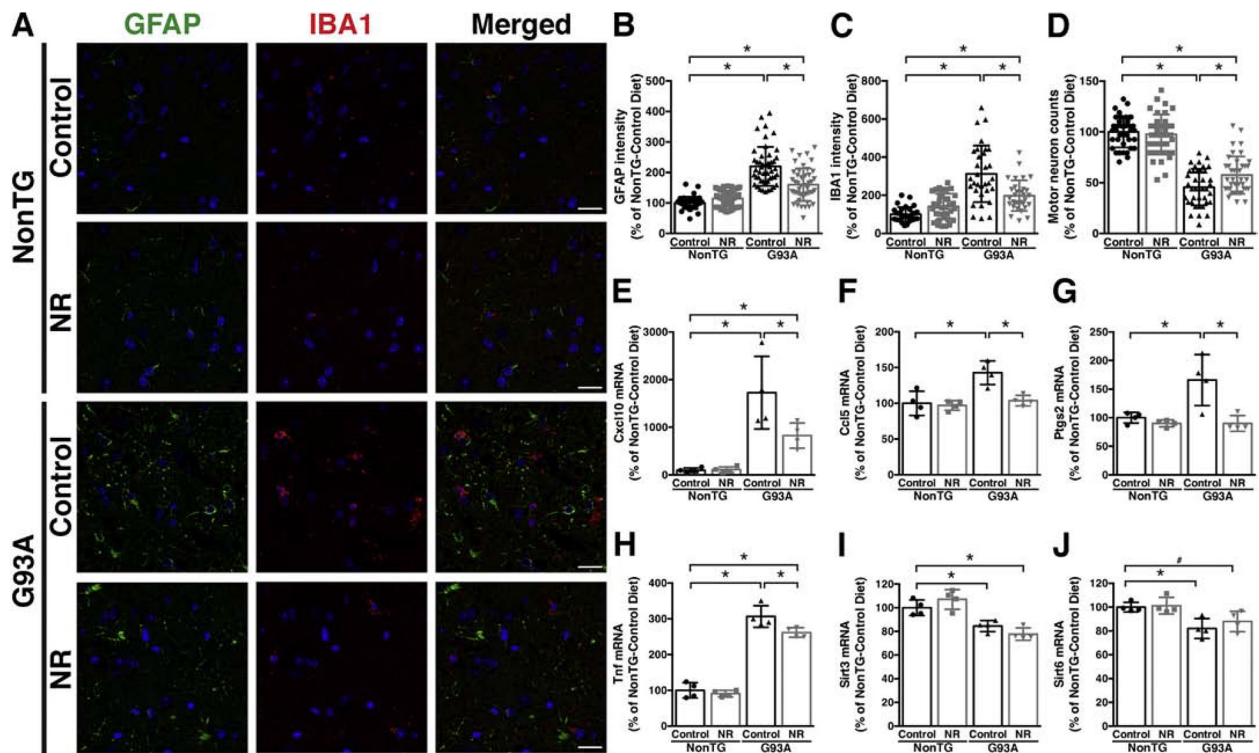 A
GFAP
IBA1
Merged
NonTG
Control
NR
G93A
Control
NR
B
* 
* *
GFAP intensity
(% of NonTG-Control Diet)
500
400
300
200
100
0
Control NR Control NR
NonTG G93A
C
*
* *
IBA1 intensity
(% of NonTG-Control Diet)
800
600
400
200
0
Control NR Control NR
NonTG G93A
D
*
* *
Motor neuron counts
(% of NonTG-Control Diet)
150
100
50
0
Control NR Control NR
NonTG G93A
E
*
* *
Cxcl10 mRNA
(% of NonTG-Control Diet)
3000
2000
1000
0
Control NR Control NR
NonTG G93A
F
* *
Ccl5 mRNA
(% of NonTG-Control Diet)
200
150
100
50
0
Control NR Control NR
NonTG G93A
G
* *
Ptgs2 mRNA
(% of NonTG-Control Diet)
250
200
150
100
50
0
Control NR Control NR
NonTG G93A
H
*
* *
Tnf mRNA
(% of NonTG-Control Diet)
400
300
200
100
0
Control NR Control NR
NonTG G93A
I
*
*
Sirt3 mRNA
(% of NonTG-Control Diet)
120
100
80
60
40
20
0
Control NR Control NR
NonTG G93A
J
#
*
Sirt6 mRNA
(% of NonTG-Control Diet)
120
100
80
60
40
20
0
Control NR Control NR
NonTG G93A